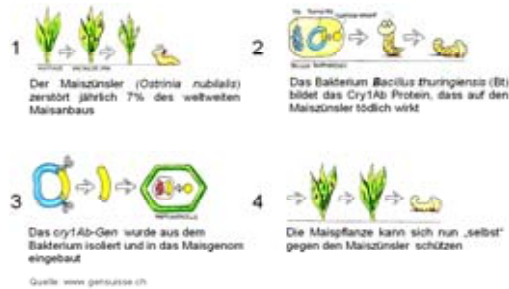 1
Der Maiszünsler (Ostrinia nubilalis)
zerstört jährlich 7% des weltweiten
Maisanbaus
2
Das Bakterium Bacillus thuringiensis (Bt)
bildet das Cry1Ab Protein, dass auf den
Maiszünsler tödlich wirkt
3
Das cry1Ab-Gen wurde aus dem
Bakterium isoliert und in das Maisgenom
eingebaut
4
Die Maispflanze kann sich nun „selbst"
gegen den Maiszünsler schützen
Quelle: www.gensuisse.ch